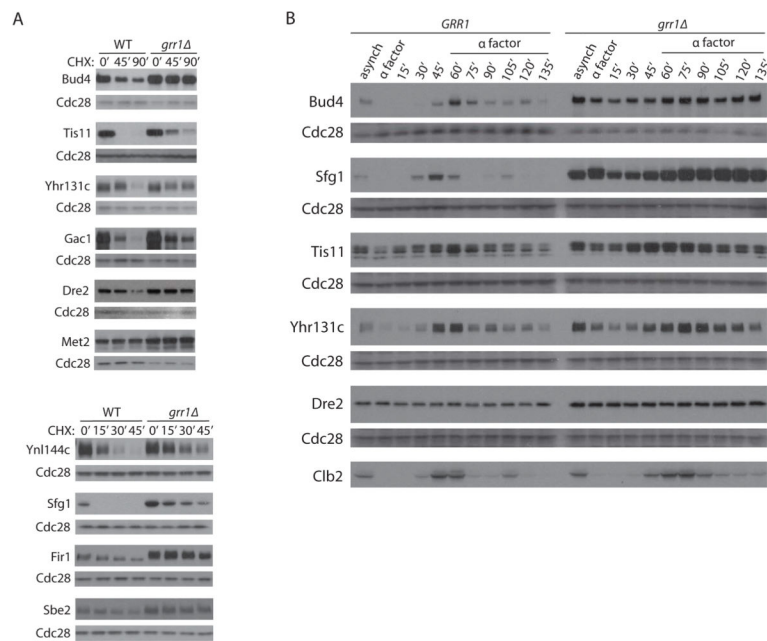 A
WT grr1Δ
CHX: 0' 45' 90' 0' 45' 90'
Bud4
Cdc28
Tis11
Cdc28
Yhr131c
Cdc28
Gac1
Cdc28
Dre2
Cdc28
Met2
Cdc28
WT grr1Δ
CHX: 0' 15' 30' 45' 0' 15' 30' 45'
Ynl144c
Cdc28
Sfg1
Cdc28
Fir1
Cdc28
Sbe2
Cdc28
B
GRR1 grr1Δ
α factor α factor
asynch α factor 15' 30' 45' 60' 75' 90' 105' 120' 135' asynch α factor 15' 30' 45' 60' 75' 90' 105' 120' 135'
Bud4
Cdc28
Sfg1
Cdc28
Tis11
Cdc28
Yhr131c
Cdc28
Dre2
Cdc28
Clb2